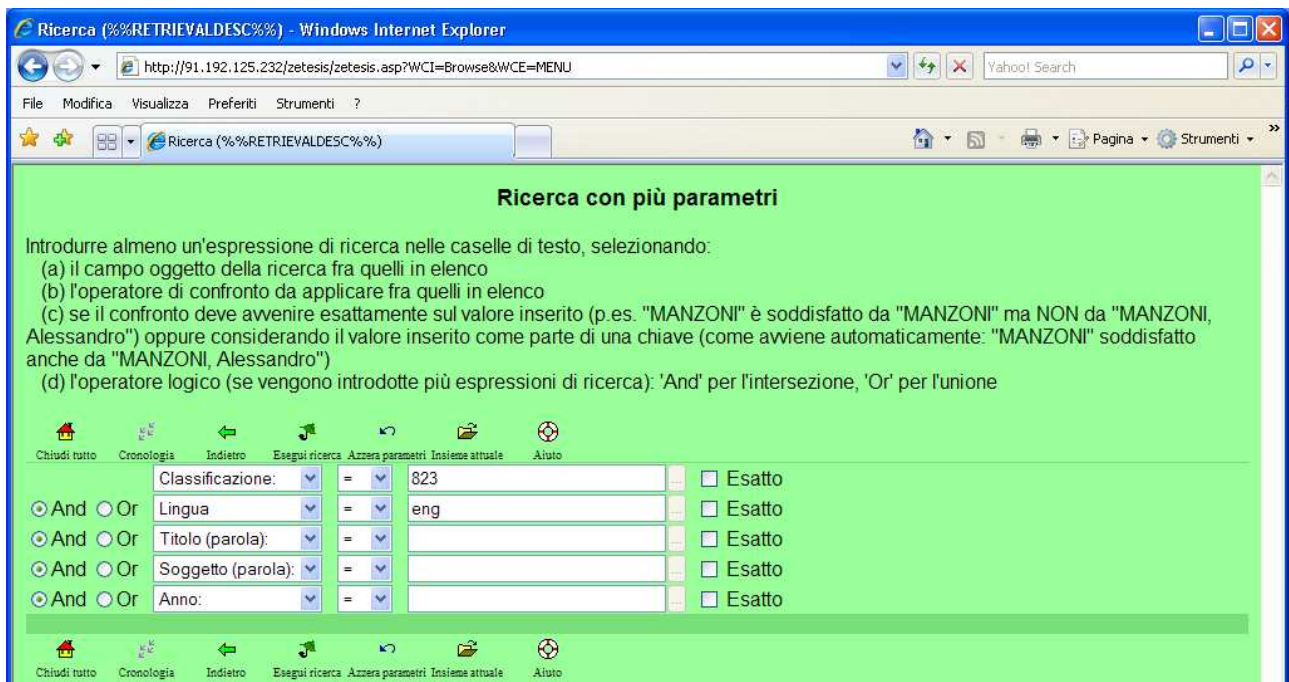 Ricerca (%%RETRIEVALDESC%%) - Windows Internet Explorer
http://91.192.125.232/zetesis/zetesis.asp?WCI=Browse&WCE=MENU
Yahoo! Search
File Modifica Visualizza Preferiti Strumenti ?
Ricerca (%%RETRIEVALDESC%%)
Pagina Strumenti »
Ricerca con più parametri
Introdurre almeno un'espressione di ricerca nelle caselle di testo, selezionando:
(a) il campo oggetto della ricerca fra quelli in elenco
(b) l'operatore di confronto da applicare fra quelli in elenco
(c) se il confronto deve avvenire esattamente sul valore inserito (p.es. "MANZONI" è soddisfatto da "MANZONI" ma NON da "MANZONI,
Alessandro") oppure considerando il valore inserito come parte di una chiave (come avviene automaticamente: "MANZONI" soddisfatto
anche da "MANZONI, Alessandro")
(d) l'operatore logico (se vengono introdotte più espressioni di ricerca): 'And' per l'intersezione, 'Or' per l'unione
Chiudi tutto Cronologia Indietro Esegui ricerca Azzera parametri Insieme attuale Aiuto
Classificazione: = 823 ... Esatto
And Or Lingua = eng ... Esatto
And Or Titolo (parola): = ... Esatto
And Or Soggetto (parola): = ... Esatto
And Or Anno: = ... Esatto
Chiudi tutto Cronologia Indietro Esegui ricerca Azzera parametri Insieme attuale Aiuto